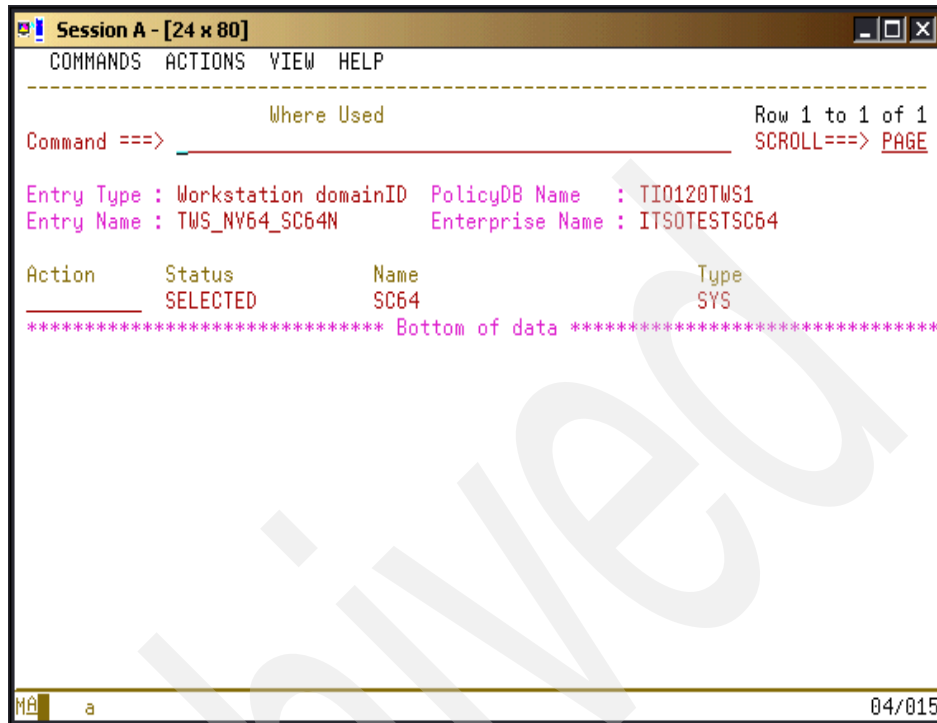 Session A - [24 x 80]
COMMANDS ACTIONS VIEW HELP
--------------------------------------------------------------------------------
Where Used Row 1 to 1 of 1
Command ===> SCROLL===> PAGE
Entry Type : Workstation domainID PolicyDB Name : TIO120TWS1
Entry Name : TWS_NV64_SC64N Enterprise Name : ITSOTESTSC64
Action Status Name Type
SELECTED SC64 SYS
******************************* Bottom of data ********************************
MA a 04/015
hived